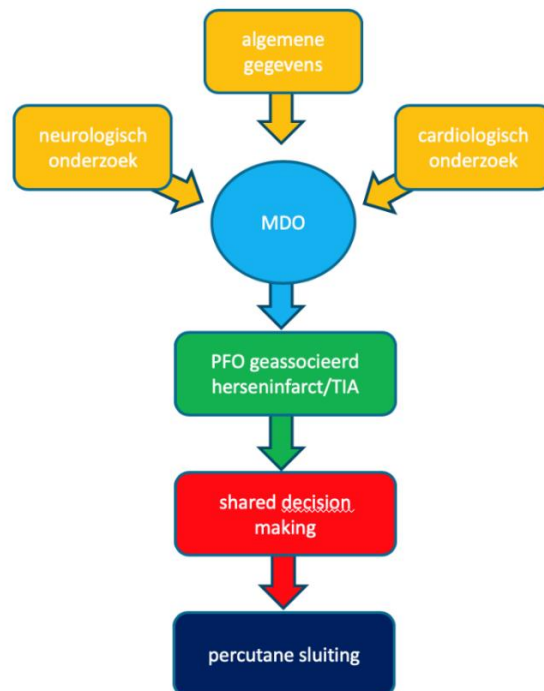 algemene
gegevens
neurologisch
onderzoek
cardiologisch
onderzoek
MDO
PFO geassocieerd
herseninfarct/TIA
shared decision
making
percutane sluiting